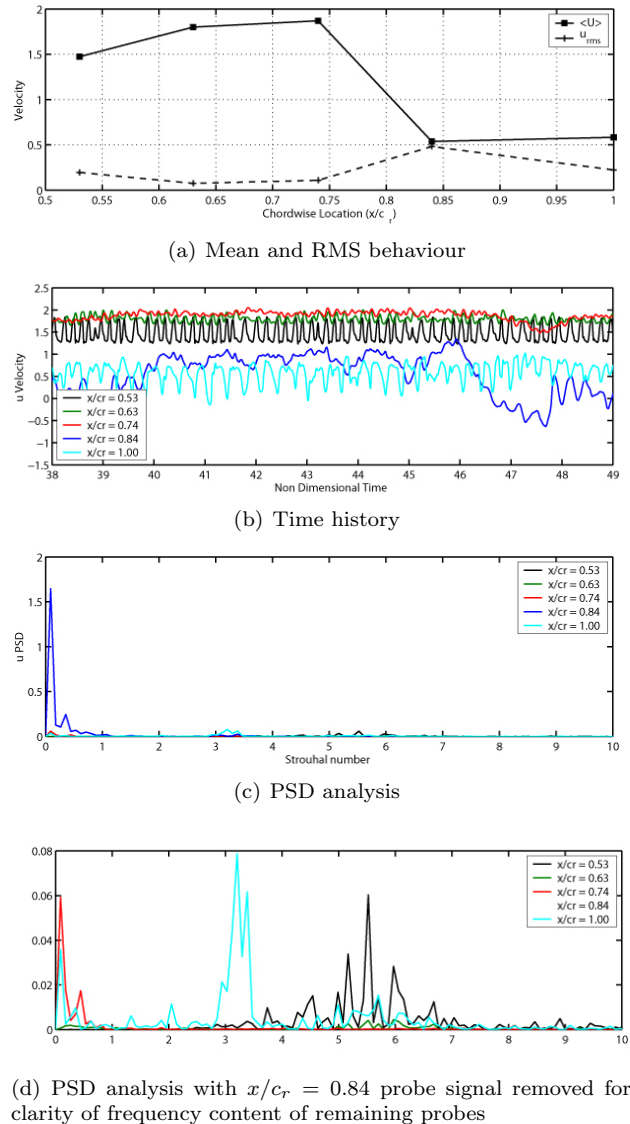 2
<U>
u rms
1.5
Velocity
1
0.5
0
0.5 0.55 0.6 0.65 0.7 0.75 0.8 0.85 0.9 0.95 1
Chordwise Location (x/c r)
(a) Mean and RMS behaviour
2.5
2
1.5
1
u Velocity
0.5
0
−0.5
x/cr = 0.53
x/cr = 0.63
x/cr = 0.74
x/cr = 0.84
x/cr = 1.00
−1
−1.5
38 39 40 41 42 43 44 45 46 47 48 49
Non Dimensional Time
(b) Time history
2
x/cr = 0.53
x/cr = 0.63
x/cr = 0.74
x/cr = 0.84
x/cr = 1.00
1.5
u PSD
1
0.5
0
0 1 2 3 4 5 6 7 8 9 10
Strouhal number
(c) PSD analysis
0.08
x/cr = 0.53
x/cr = 0.63
x/cr = 0.74
x/cr = 0.84
x/cr = 1.00
0.06
0.04
0.02
0
0 1 2 3 4 5 6 7 8 9 10
(d) PSD analysis with x/cr = 0.84 probe signal removed for
clarity of frequency content of remaining probes